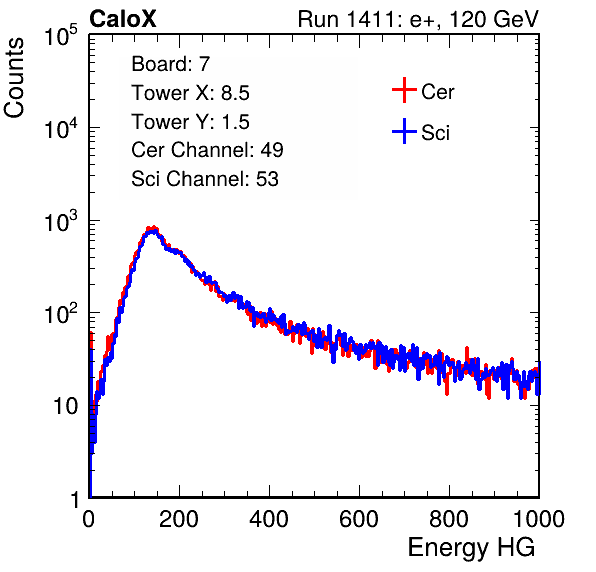 CaloX Run 1411: e+, 120 GeV
Counts
Board: 7
Tower X: 8.5
Tower Y: 1.5
Cer Channel: 49
Sci Channel: 53
Cer
Sci
10^5
10^4
10^3
10^2
10
1
0 200 400 600 800 1000
Energy HG